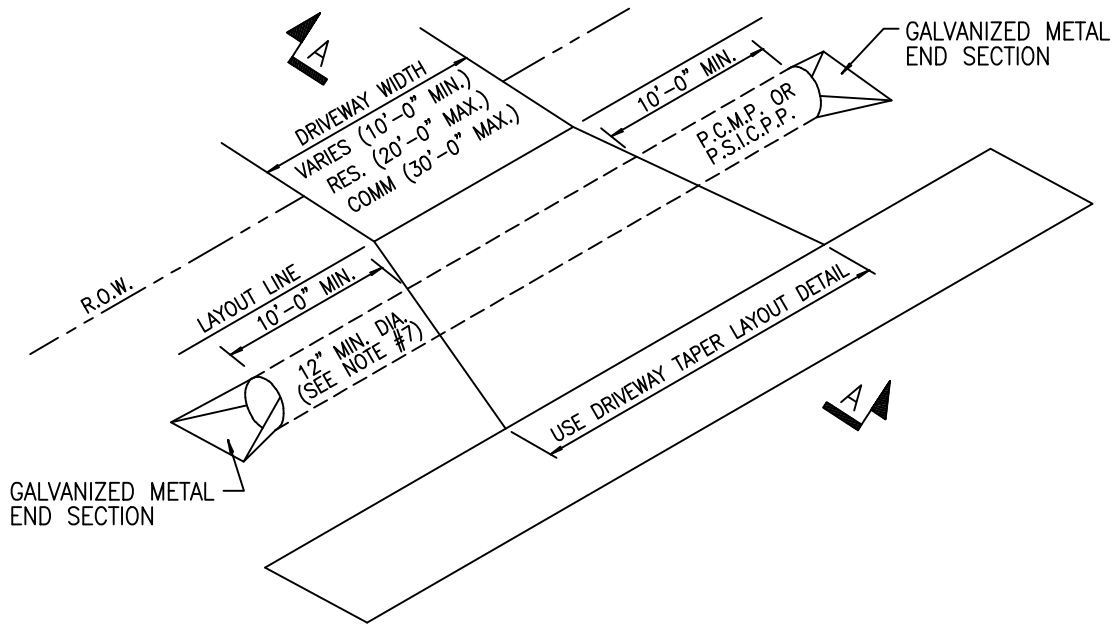 GALVANIZED METAL
END SECTION
A
DRIVEWAY WIDTH
VARIES (10'-0" MIN.)
RES. (20'-0" MAX.)
COMM (30'-0" MAX.)
10'-0" MIN.
P.C.M.P. OR
P.S.I.C.P.P.
R.O.W.
LAYOUT LINE
10'-0" MIN.
12" MIN. DIA.
(SEE NOTE #7)
USE DRIVEWAY TAPER LAYOUT DETAIL
A
GALVANIZED METAL
END SECTION